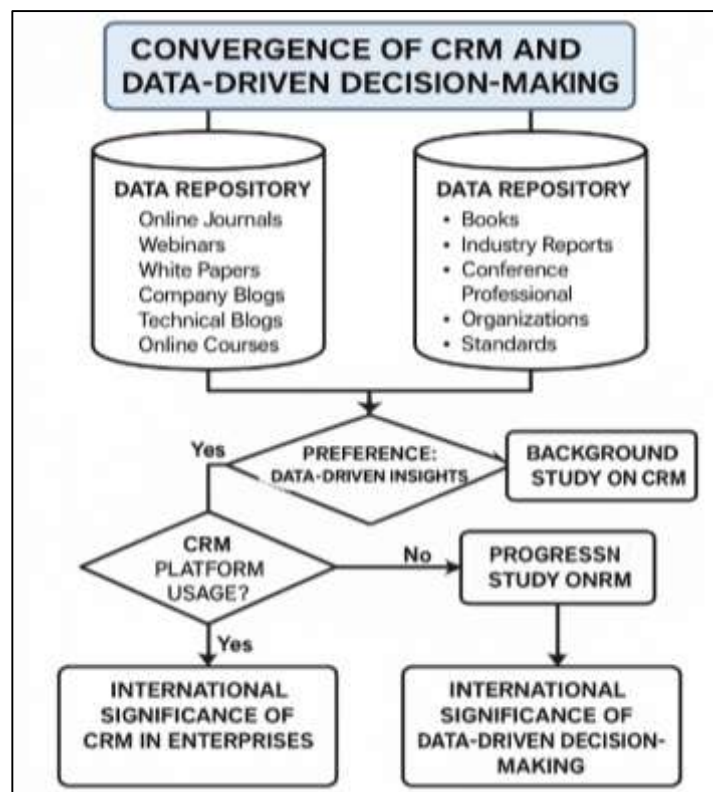 CONVERGENCE OF CRM AND
DATA-DRIVEN DECISION-MAKING
DATA REPOSITORY
Online Journals
Webinars
White Papers
Company Blogs
Technical Blogs
Online Courses
DATA REPOSITORY
• Books
• Industry Reports
• Conference
Professional
• Organizations
• Standards
Yes
PREFERENCE:
DATA-DRIVEN INSIGHTS
BACKGROUND
STUDY ON CRM
CRM
PLATFORM
USAGE?
No
PROGRESSN
STUDY ONRM
Yes
INTERNATIONAL
SIGNIFICANCE OF
CRM IN ENTERPRISES
INTERNATIONAL
SIGNIFICANCE OF
DATA-DRIVEN DECISION-
MAKING